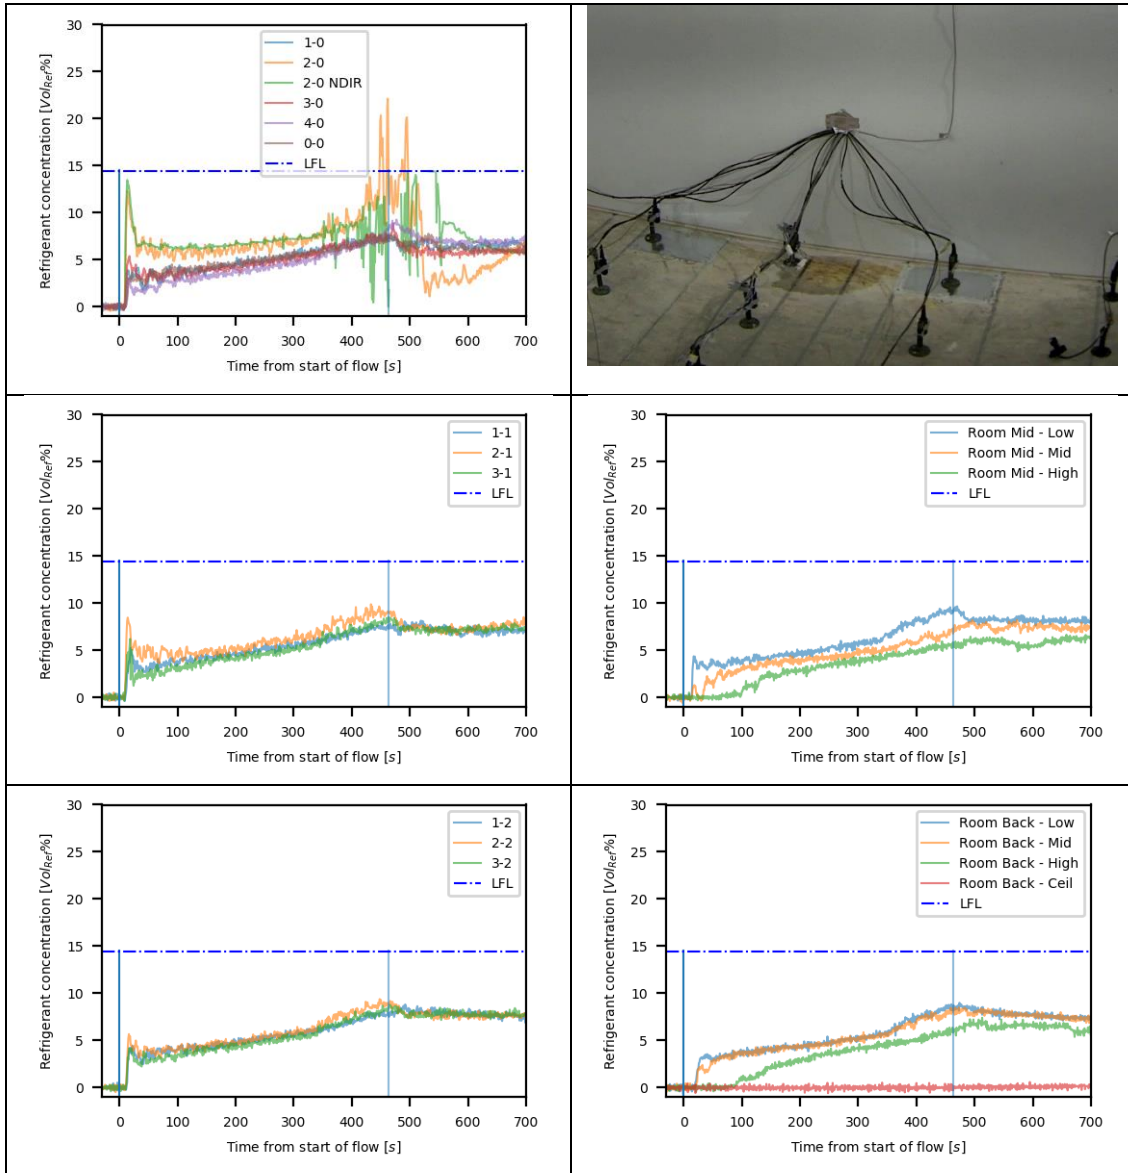 30
25
20
15
10
5
0
Refrigerant concentration [Vol_Ref%]
1-0
2-0
2-0 NDIR
3-0
4-0
0-0
LFL
0 100 200 300 400 500 600 700
Time from start of flow [s]
30
25
20
15
10
5
0
Refrigerant concentration [Vol_Ref%]
1-1
2-1
3-1
LFL
0 100 200 300 400 500 600 700
Time from start of flow [s]
30
25
20
15
10
5
0
Refrigerant concentration [Vol_Ref%]
Room Mid - Low
Room Mid - Mid
Room Mid - High
LFL
0 100 200 300 400 500 600 700
Time from start of flow [s]
30
25
20
15
10
5
0
Refrigerant concentration [Vol_Ref%]
1-2
2-2
3-2
LFL
0 100 200 300 400 500 600 700
Time from start of flow [s]
30
25
20
15
10
5
0
Refrigerant concentration [Vol_Ref%]
Room Back - Low
Room Back - Mid
Room Back - High
Room Back - Ceil
LFL
0 100 200 300 400 500 600 700
Time from start of flow [s]